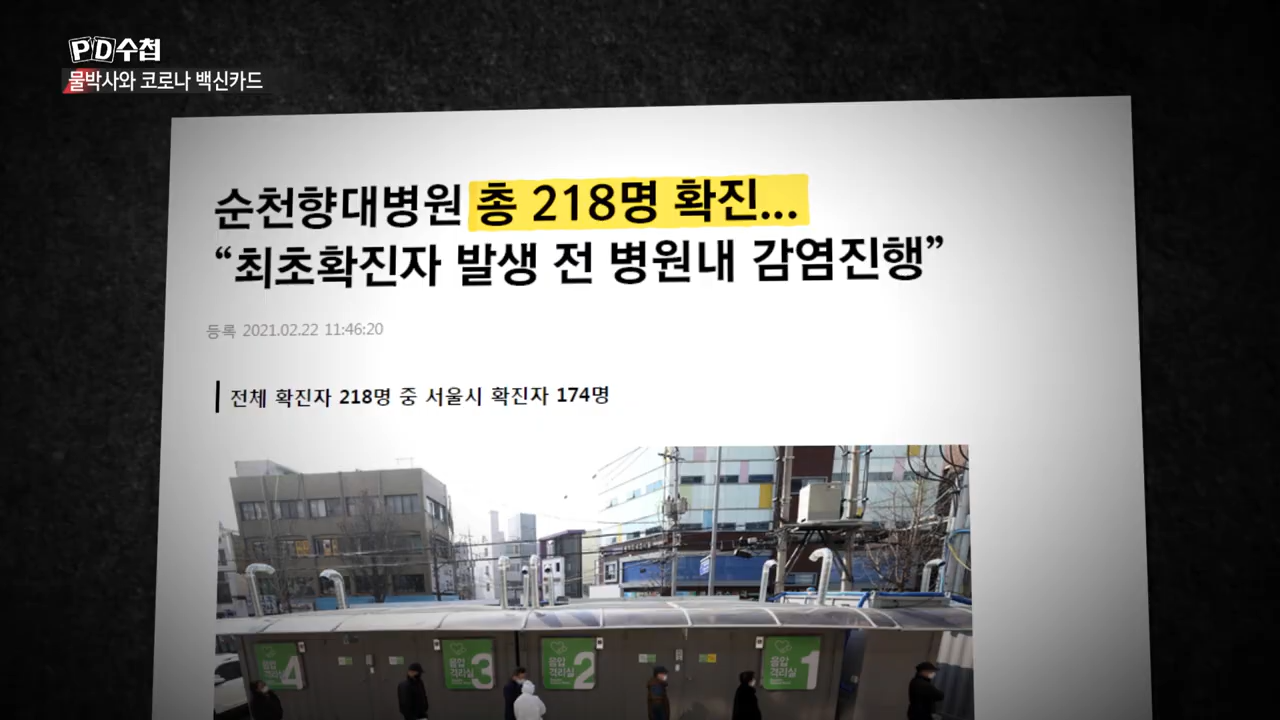 PD수첩
물박사와 코로나 백신카드
순천향대병원 총 218명 확진...
“최초확진자 발생 전 병원내 감염진행”
등록 2021.02.22 11:46:20
전체 확진자 218명 중 서울시 확진자 174명
음압
격리실 4
음압
격리실 3
음압
격리실 2
음압
격리실 1